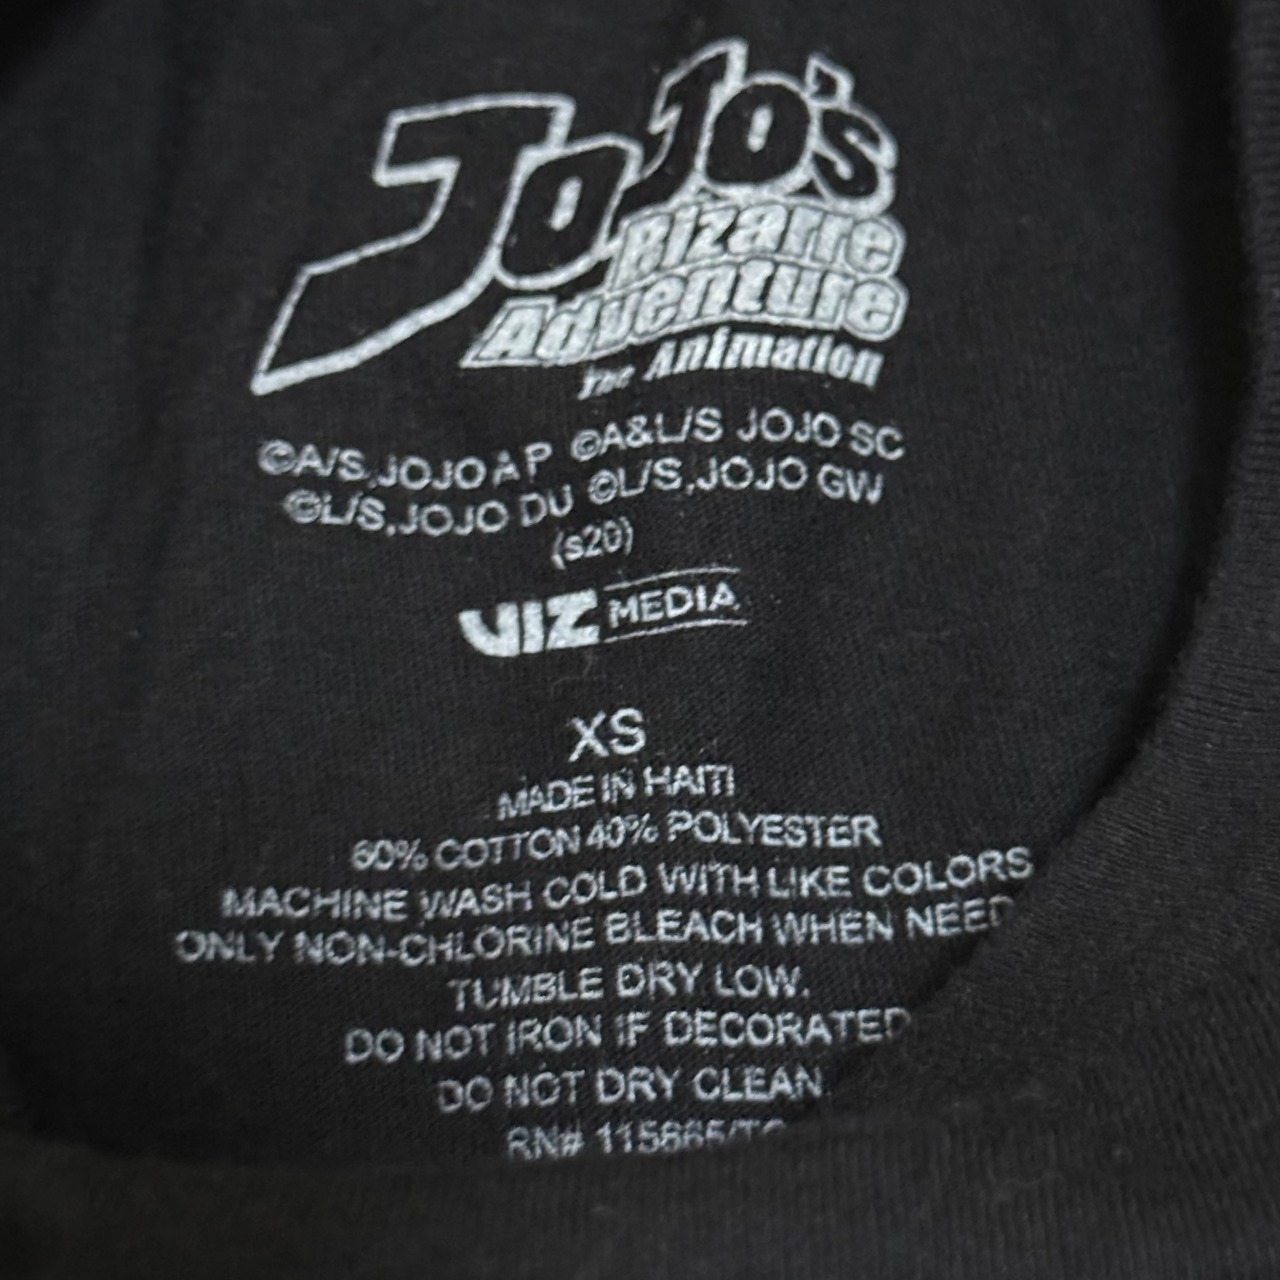 JoJo's
Bizarre
Adventure
The Animation
©A/S,JOJO A P ©A&L/S JOJO SC
©L/S,JOJO DU ©L/S,JOJO GW
(s20)
VIZ MEDIA
XS
MADE IN HAITI
60% COTTON 40% POLYESTER
MACHINE WASH COLD WITH LIKE COLORS
ONLY NON-CHLORINE BLEACH WHEN NEED
TUMBLE DRY LOW.
DO NOT IRON IF DECORATED
DO NOT DRY CLEAN.
RN#